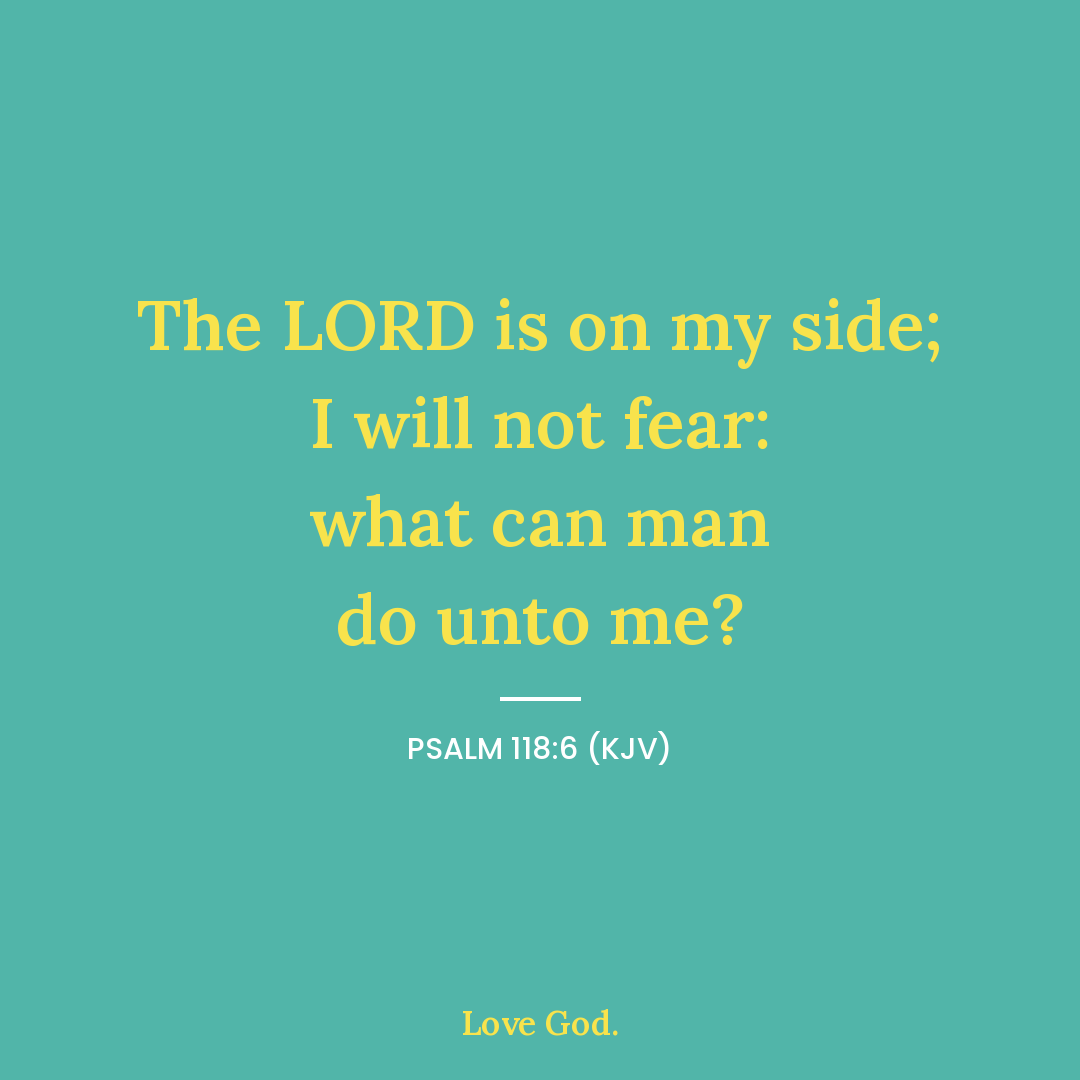 The LORD is on my side;
I will not fear:
what can man
do unto me?
PSALM 118:6 (KJV)
Love God.